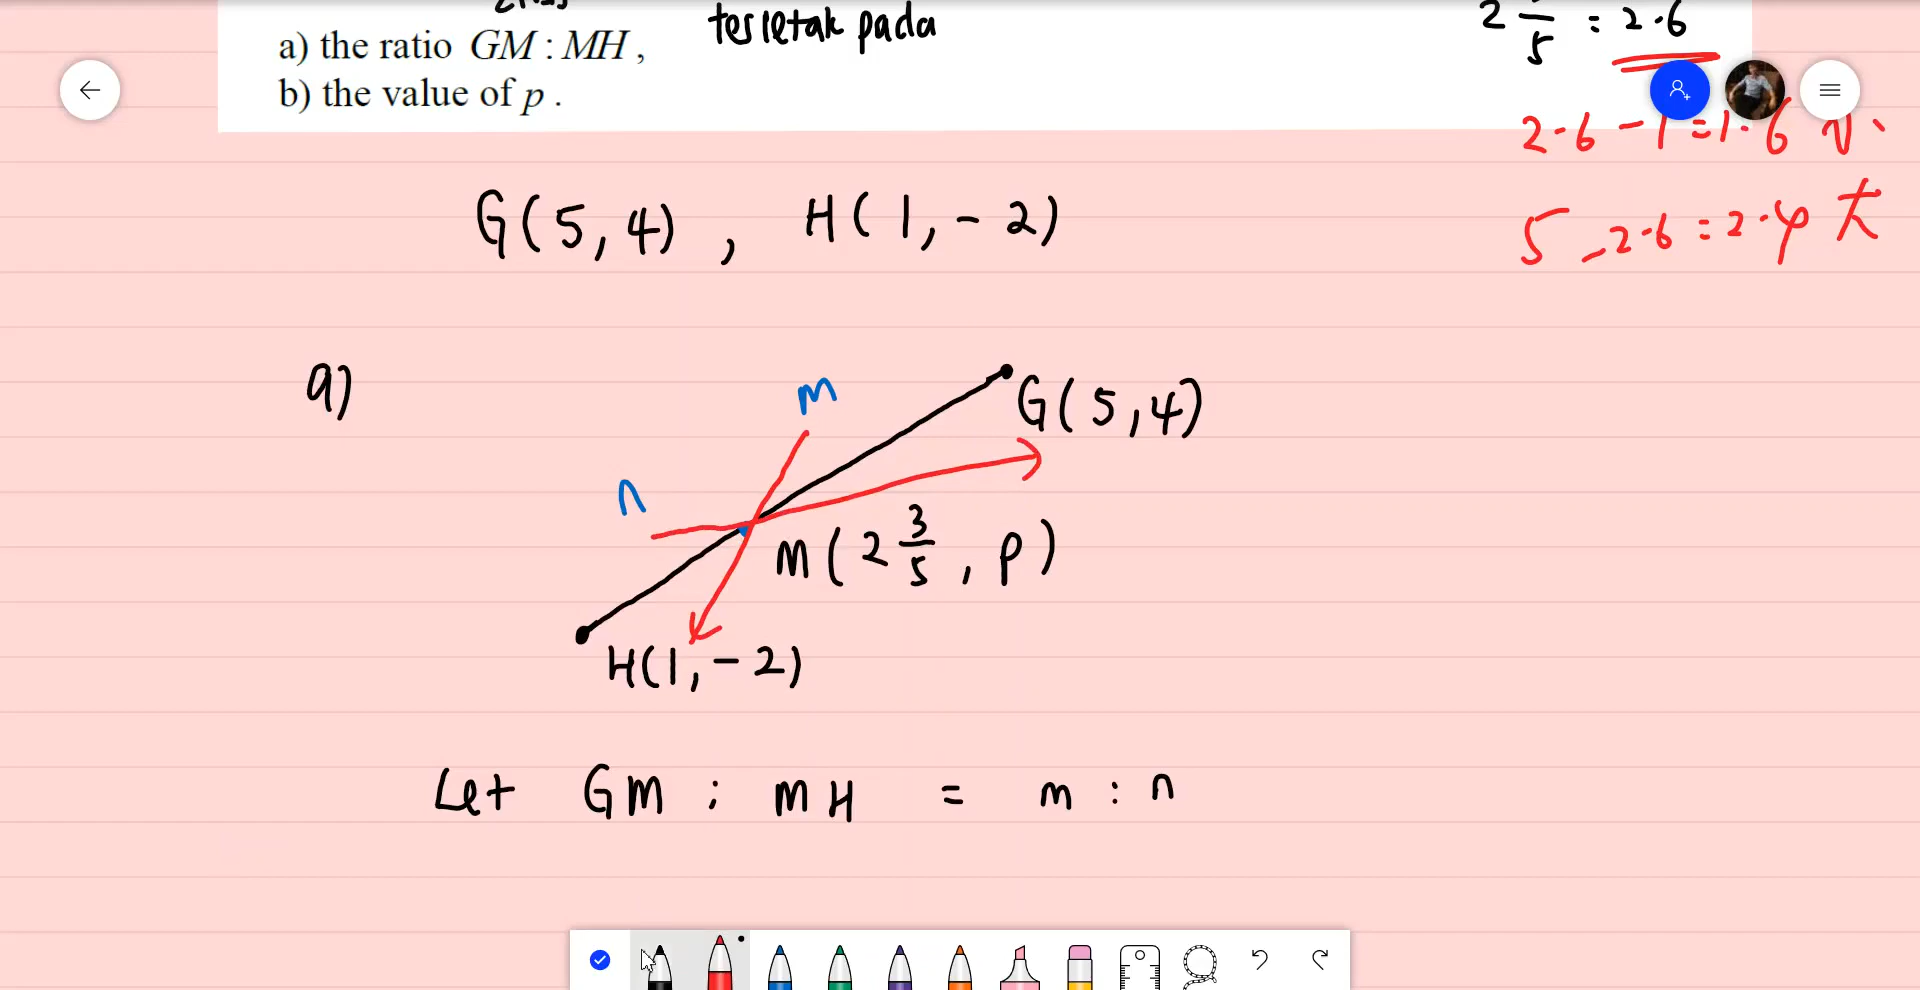 terletak pada
a) the ratio GM : MH ,
b) the value of p .
2 3/5 = 2.6
2.6 - 1 = 1.6 小
5 - 2.6 = 2.4 大
G(5,4) , H(1,-2)
a)
m
G(5,4)
n
M(2 3/5 , p)
H(1,-2)
Let GM : MH = m : n